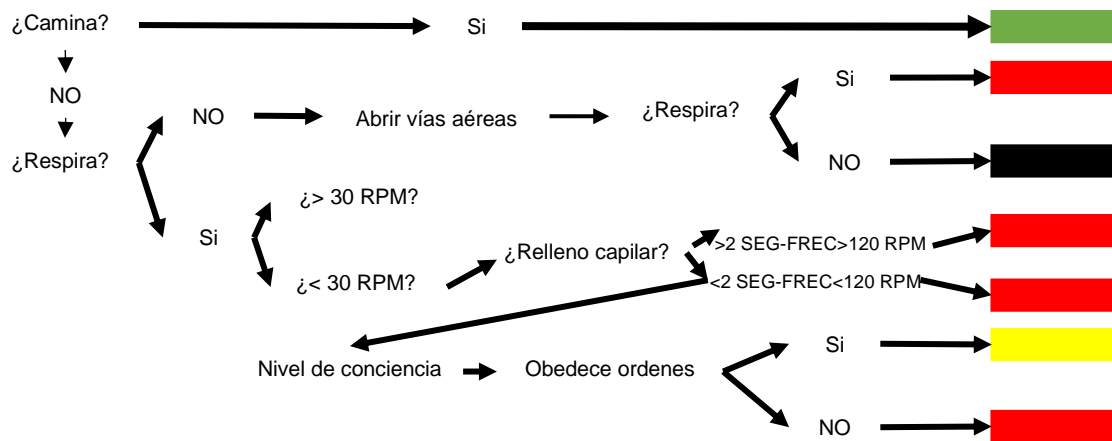 ¿Camina?
Si
NO
Si
NO
Abrir vías aéreas
¿Respira?
¿Respira?
NO
¿> 30 RPM?
Si
¿Relleno capilar?
>2 SEG-FREC>120 RPM
¿< 30 RPM?
<2 SEG-FREC<120 RPM
Si
Nivel de conciencia
Obedece ordenes
NO